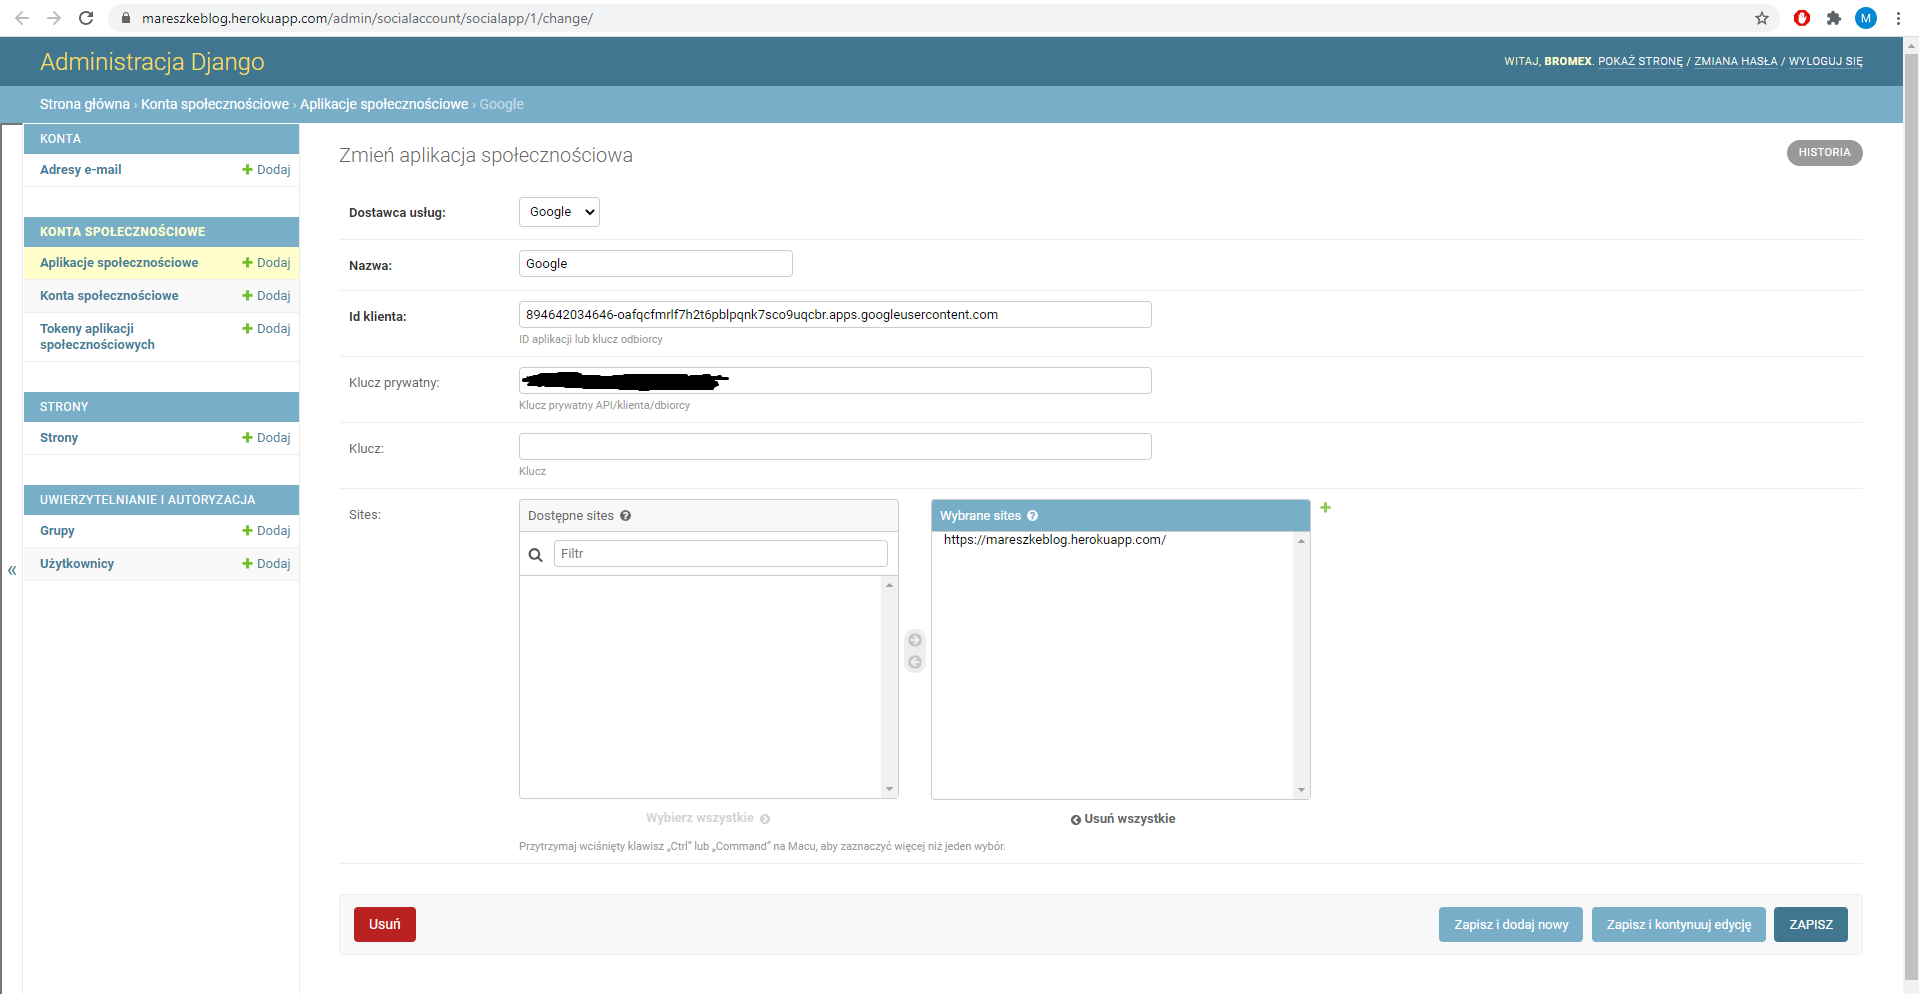 mareszkeblog.herokuapp.com/admin/socialaccount/socialapp/1/change/
M
Administracja Django
WITAJ, BROMEX. POKAŻ STRONĘ / ZMIANA HASŁA / WYLOGUJ SIĘ
Strona główna › Konta społecznościowe › Aplikacje społecznościowe › Google
KONTA
Adresy e-mail
Dodaj
KONTA SPOŁECZNOŚCIOWE
Aplikacje społecznościowe
Dodaj
Konta społecznościowe
Dodaj
Tokeny aplikacji
społecznościowych
Dodaj
STRONY
Strony
Dodaj
UWIERZYTELNIANIE I AUTORYZACJA
Grupy
Dodaj
Użytkownicy
Dodaj
«
Zmień aplikacja społecznościowa
HISTORIA
Dostawca usług:
Google
Nazwa:
Google
Id klienta:
894642034646-oafqcfmrlf7h2t6pblpqnk7sco9uqcbr.apps.googleusercontent.com
ID aplikacji lub klucz odbiorcy
Klucz prywatny:
Klucz prywatny API/klienta/dbiorcy
Klucz:
Klucz
Sites:
Dostępne sites
Filtr
Wybierz wszystkie
Wybrane sites
https://mareszkeblog.herokuapp.com/
Usuń wszystkie
Przytrzymaj wciśnięty klawisz „Ctrl” lub „Command” na Macu, aby zaznaczyć więcej niż jeden wybór.
Usuń
Zapisz i dodaj nowy
Zapisz i kontynuuj edycję
ZAPISZ